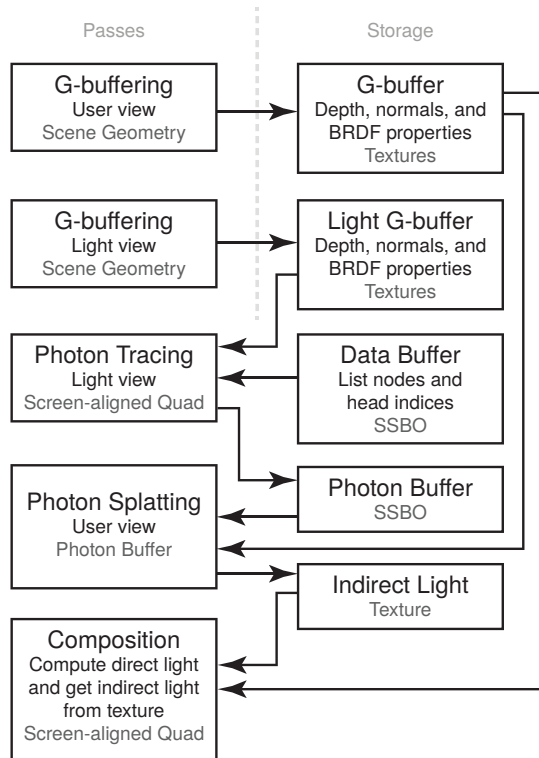 Passes
Storage
G-buffering
User view
Scene Geometry
G-buffer
Depth, normals, and
BRDF properties
Textures
G-buffering
Light view
Scene Geometry
Light G-buffer
Depth, normals, and
BRDF properties
Textures
Photon Tracing
Light view
Screen-aligned Quad
Data Buffer
List nodes and
head indices
SSBO
Photon Splatting
User view
Photon Buffer
Photon Buffer
SSBO
Indirect Light
Texture
Composition
Compute direct light
and get indirect light
from texture
Screen-aligned Quad